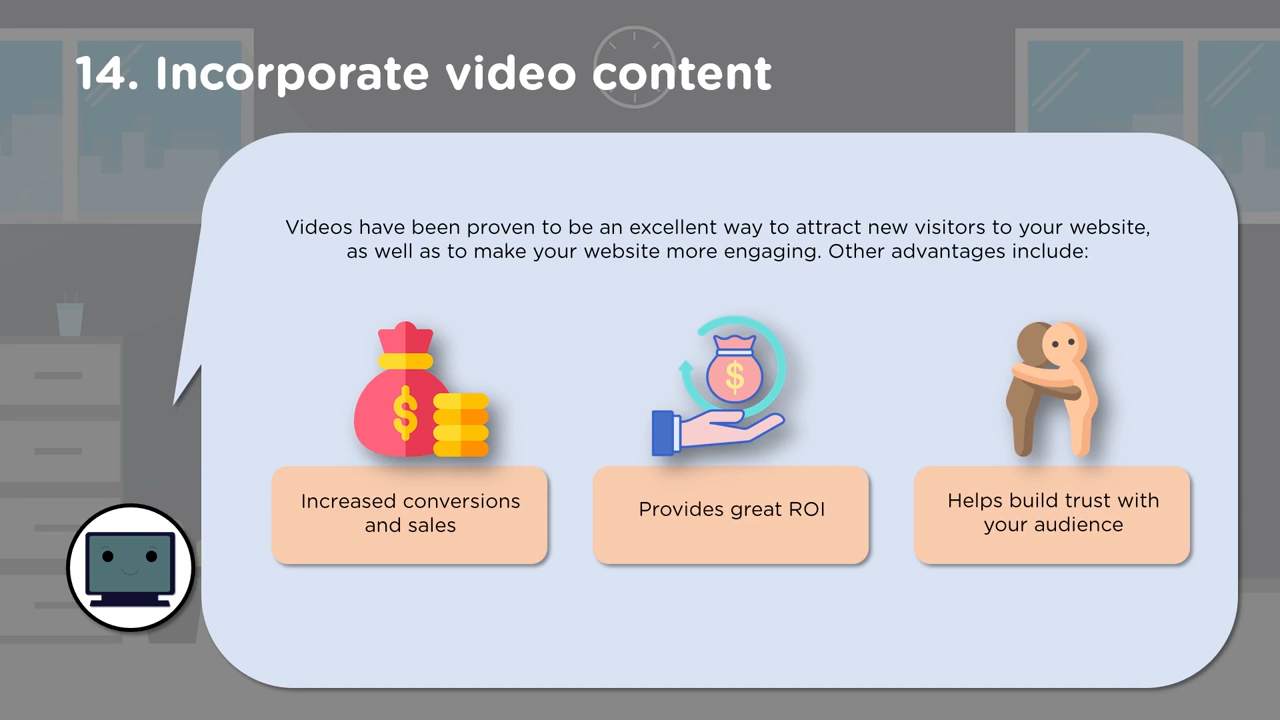 14. Incorporate video content
Videos have been proven to be an excellent way to attract new visitors to your website,
as well as to make your website more engaging. Other advantages include:
$
$
Increased conversions
and sales
Provides great ROI
Helps build trust with
your audience